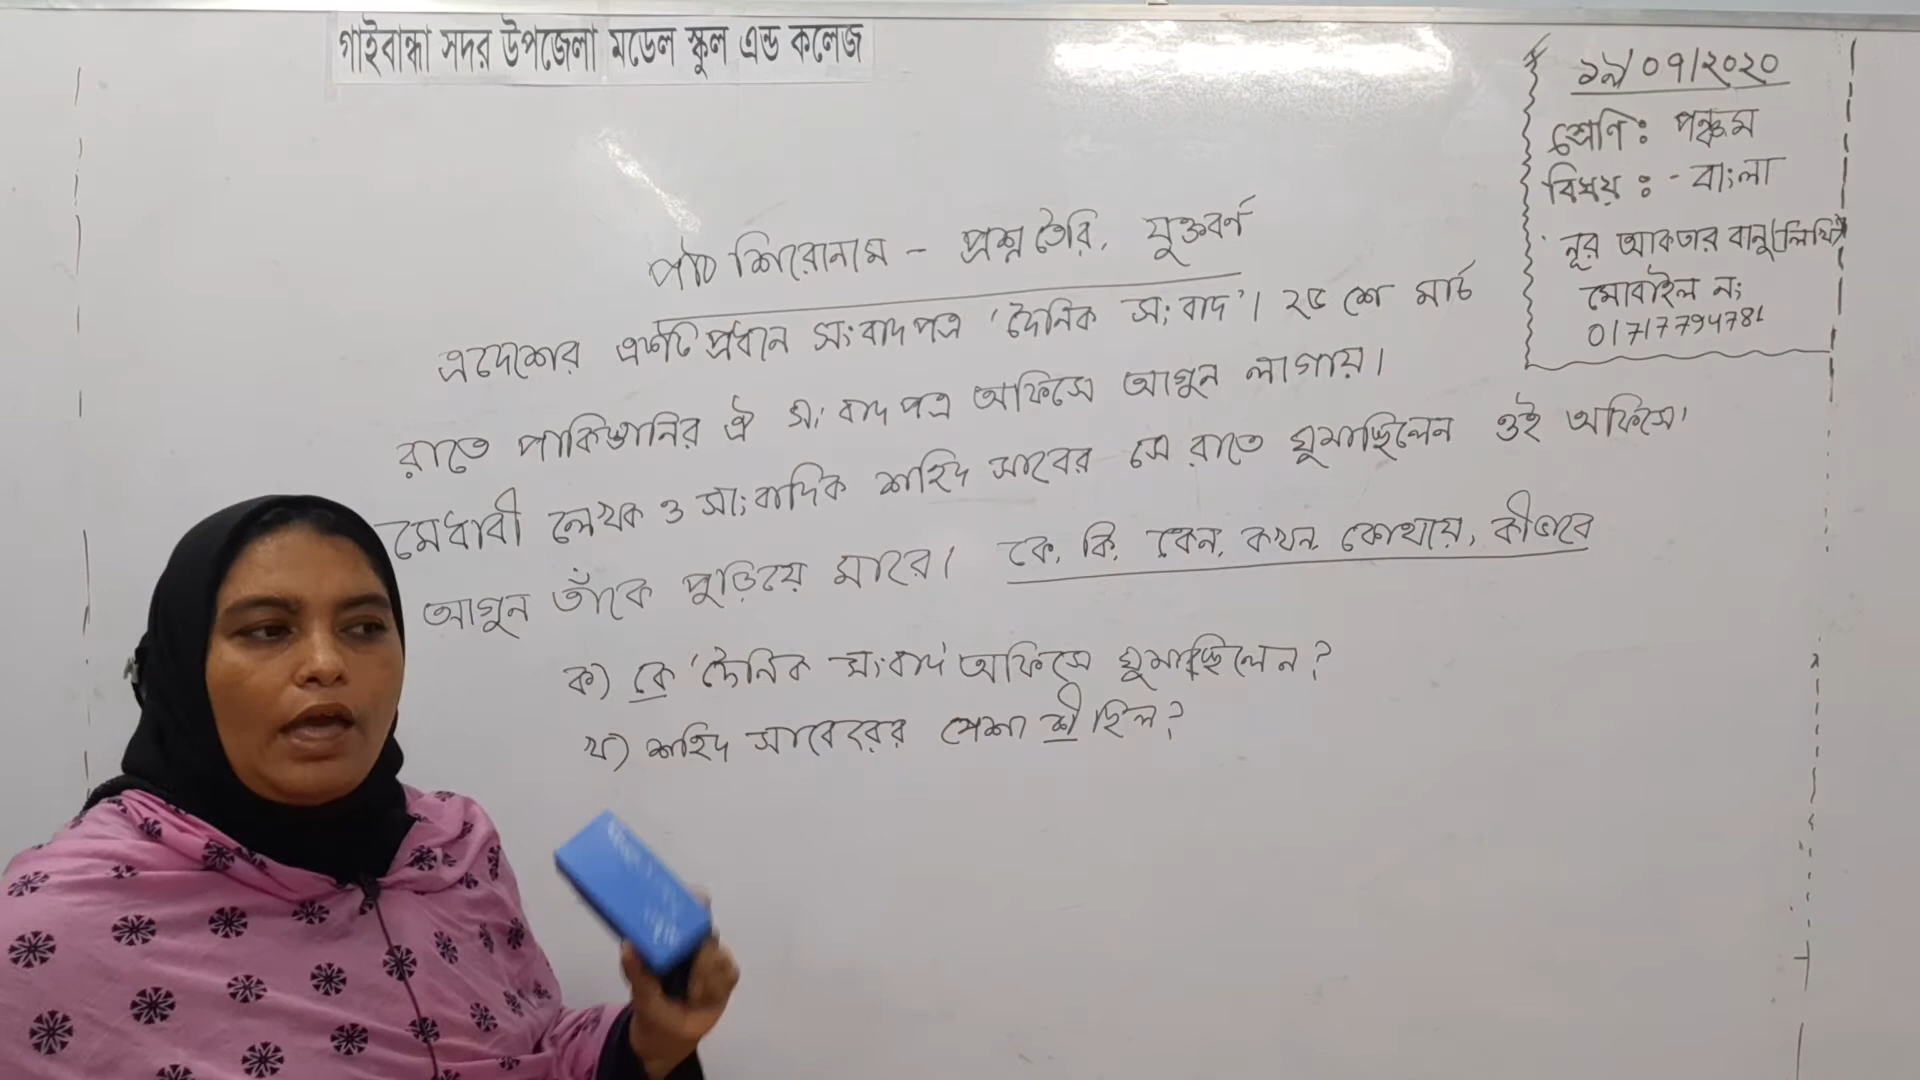 গাইবান্ধা সদর উপজেলা মডেল স্কুল এন্ড কলেজ
১৯/০৭/২০২০
শ্রেণি : পঞ্চম
বিষয় : - বাংলা
নূর আকতার বানু (লিপি)
মোবাইল নং
01717794781
পাঠ শিরোনাম - প্রশ্ন তৈরি, যুক্তবর্ণ
এদেশের একটি প্রধান সংবাদপত্র 'দৈনিক সংবাদ'। ২৫ শে মার্চ
রাতে পাকিস্তানির ঐ সংবাদপত্র অফিসে আগুন লাগায়।
মেধাবী লেখক ও সাংবাদিক শহিদ সাবের সে রাতে ঘুমাচ্ছিলেন ওই অফিসে।
আগুন তাঁকে পুড়িয়ে মারে। কে, কি, কেন, কখন, কোথায়, কীভাবে
ক) কে 'দৈনিক সংবাদ' অফিসে ঘুমাচ্ছিলেন?
খ) শহিদ সাবেরের পেশা কী ছিল?